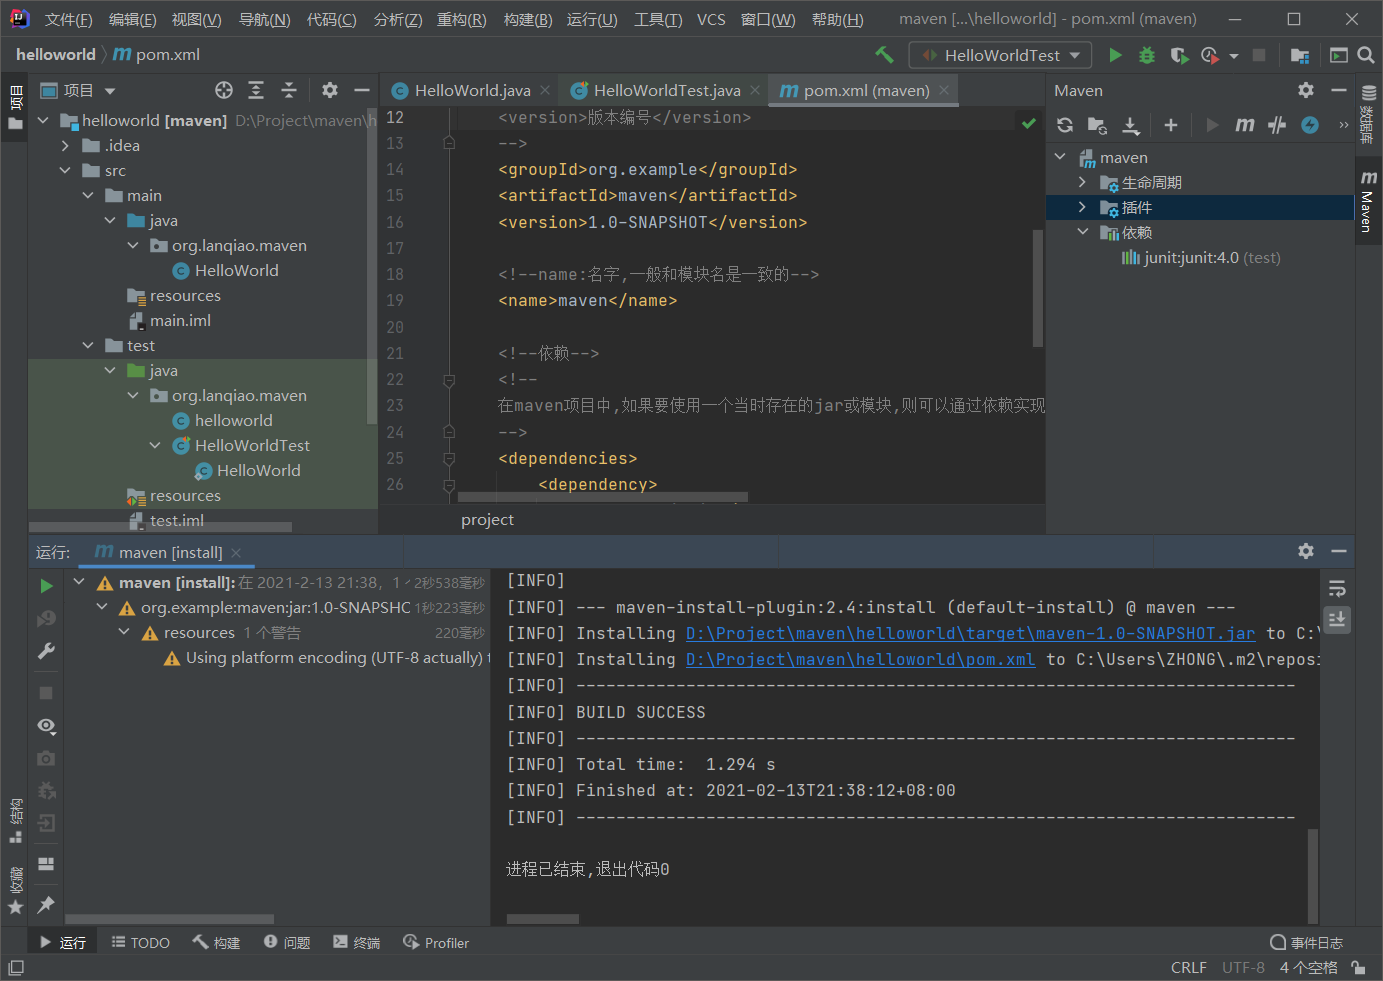 文件(F) 编辑(E) 视图(V) 导航(N) 代码(C) 分析(Z) 重构(R) 构建(B) 运行(U) 工具(T) VCS 窗口(W) 帮助(H) maven [...\helloworld] - pom.xml (maven)
helloworld m pom.xml HelloWorldTest
项目
项目
HelloWorld.java HelloWorldTest.java pom.xml (maven)
Maven
helloworld [maven] D:\Project\maven\h
.idea
src
main
java
org.lanqiao.maven
HelloWorld
resources
main.iml
test
java
org.lanqiao.maven
helloworld
HelloWorldTest
HelloWorld
resources
test.iml
12 <version>版本编号</version>
13 -->
14 <groupId>org.example</groupId>
15 <artifactId>maven</artifactId>
16 <version>1.0-SNAPSHOT</version>
17
18 <!--name:名字,一般和模块名是一致的-->
19 <name>maven</name>
20
21 <!--依赖-->
22 <!--
23 在maven项目中,如果要使用一个当时存在的jar或模块,则可以通过依赖实现
24 -->
25 <dependencies>
26 <dependency>
project
maven
生命周期
插件
依赖
junit:junit:4.0 (test)
数据库
Maven
运行: maven [install]
maven [install]: 在 2021-2-13 21:38, 1 2秒538毫秒
org.example:maven:jar:1.0-SNAPSHO 1秒223毫秒
resources 1 个警告 220毫秒
Using platform encoding (UTF-8 actually) t
[INFO]
[INFO] --- maven-install-plugin:2.4:install (default-install) @ maven ---
[INFO] Installing D:\Project\maven\helloworld\target\maven-1.0-SNAPSHOT.jar to C:\
[INFO] Installing D:\Project\maven\helloworld\pom.xml to C:\Users\ZHONG\.m2\reposi
[INFO] ------------------------------------------------------------------------
[INFO] BUILD SUCCESS
[INFO] ------------------------------------------------------------------------
[INFO] Total time:  1.294 s
[INFO] Finished at: 2021-02-13T21:38:12+08:00
[INFO] ------------------------------------------------------------------------
进程已结束,退出代码0
结构
收藏
运行 TODO 构建 问题 终端 Profiler 事件日志
CRLF UTF-8 4 个空格